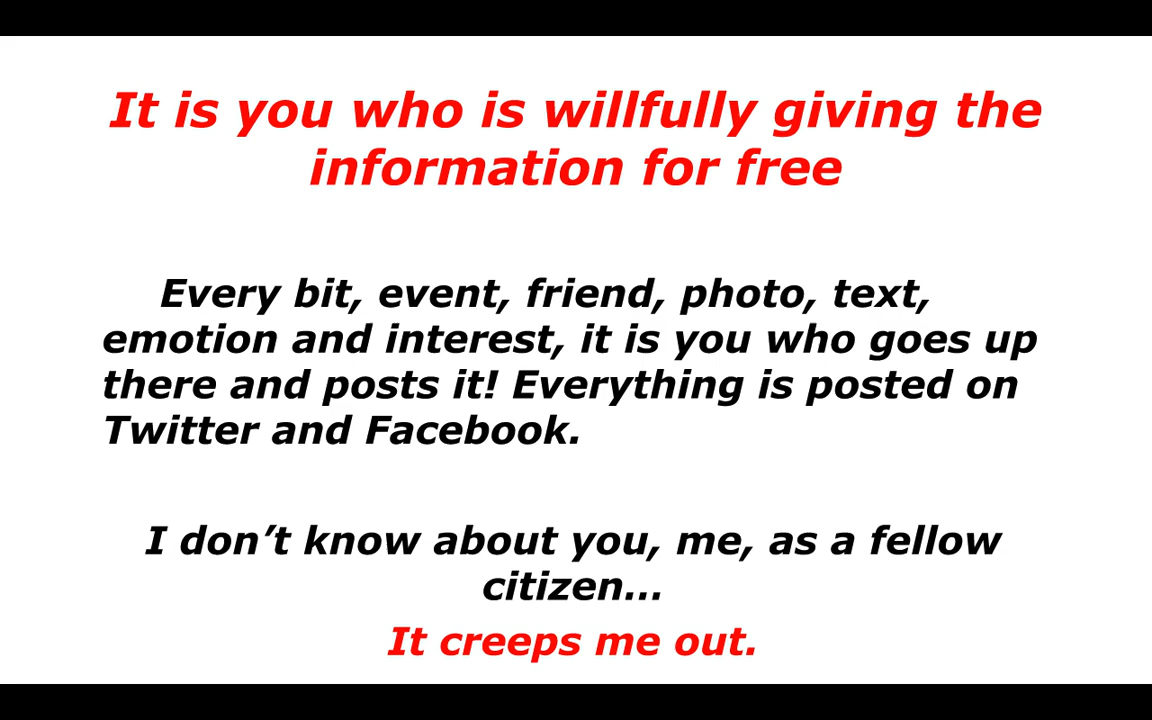 It is you who is willfully giving the
information for free
Every bit, event, friend, photo, text,
emotion and interest, it is you who goes up
there and posts it! Everything is posted on
Twitter and Facebook.
I don’t know about you, me, as a fellow
citizen…
It creeps me out.